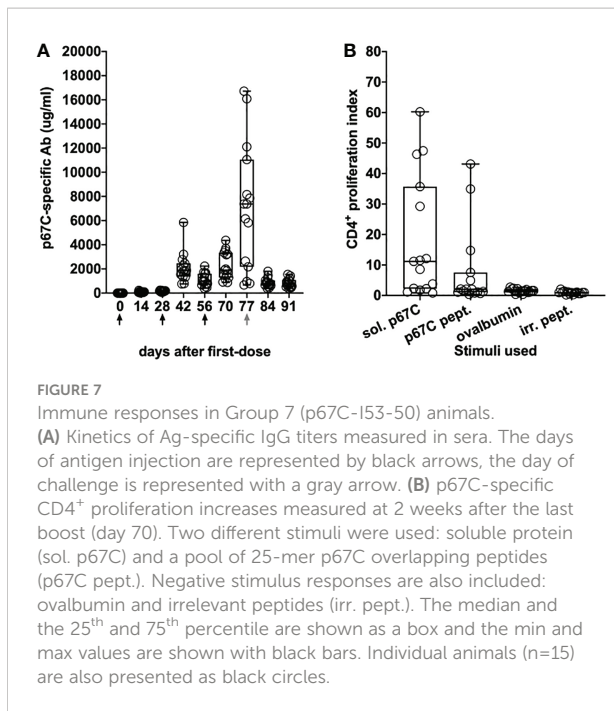 A
B
p67C-specific Ab (ug/ml)
20000
18000
16000
14000
12000
10000
8000
6000
4000
2000
0
0 14 28 42 56 70 77 84 91
days after first-dose
CD4+ proliferation index
80
70
60
50
40
30
20
10
0
sol. p67C
p67C pept.
ovalbumin
irr. pept.
Stimuli used
FIGURE 7
Immune responses in Group 7 (p67C-I53-50) animals.
(A) Kinetics of Ag-specific IgG titers measured in sera. The days
of antigen injection are represented by black arrows, the day of
challenge is represented with a gray arrow. (B) p67C-specific
CD4+ proliferation increases measured at 2 weeks after the last
boost (day 70). Two different stimuli were used: soluble protein
(sol. p67C) and a pool of 25-mer p67C overlapping peptides
(p67C pept.). Negative stimulus responses are also included:
ovalbumin and irrelevant peptides (irr. pept.). The median and
the 25th and 75th percentile are shown as a box and the min and
max values are shown with black bars. Individual animals (n=15)
are also presented as black circles.